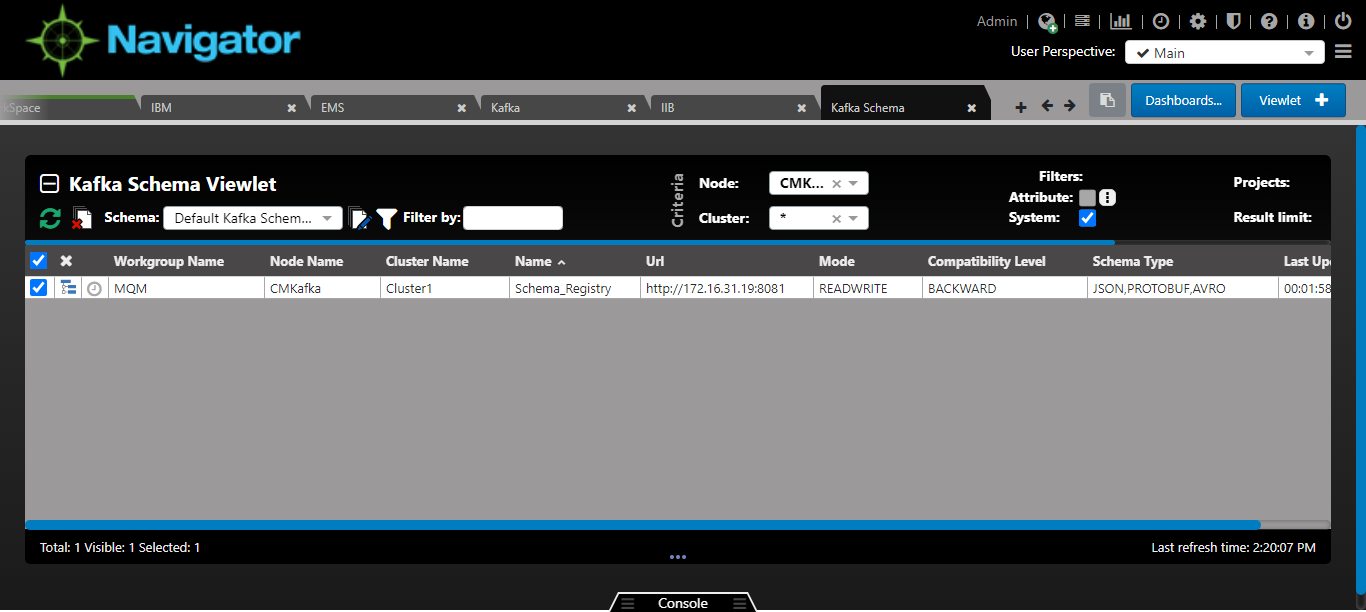 Navigator
Admin
User Perspective: Main
Space IBM EMS Kafka IIB Kafka Schema Dashboards... Viewlet
Kafka Schema Viewlet
Criteria
Node: CMK...
Filters:
Attribute:
Projects:
Schema: Default Kafka Schem... Filter by:
Cluster: *
System:
Result limit:
Workgroup Name Node Name Cluster Name Name Url Mode Compatibility Level Schema Type Last Up
MQM CMKafka Cluster1 Schema_Registry http://172.16.31.19:8081 READWRITE BACKWARD JSON,PROTOBUF,AVRO 00:01:58
Total: 1 Visible: 1 Selected: 1
Last refresh time: 2:20:07 PM
Console